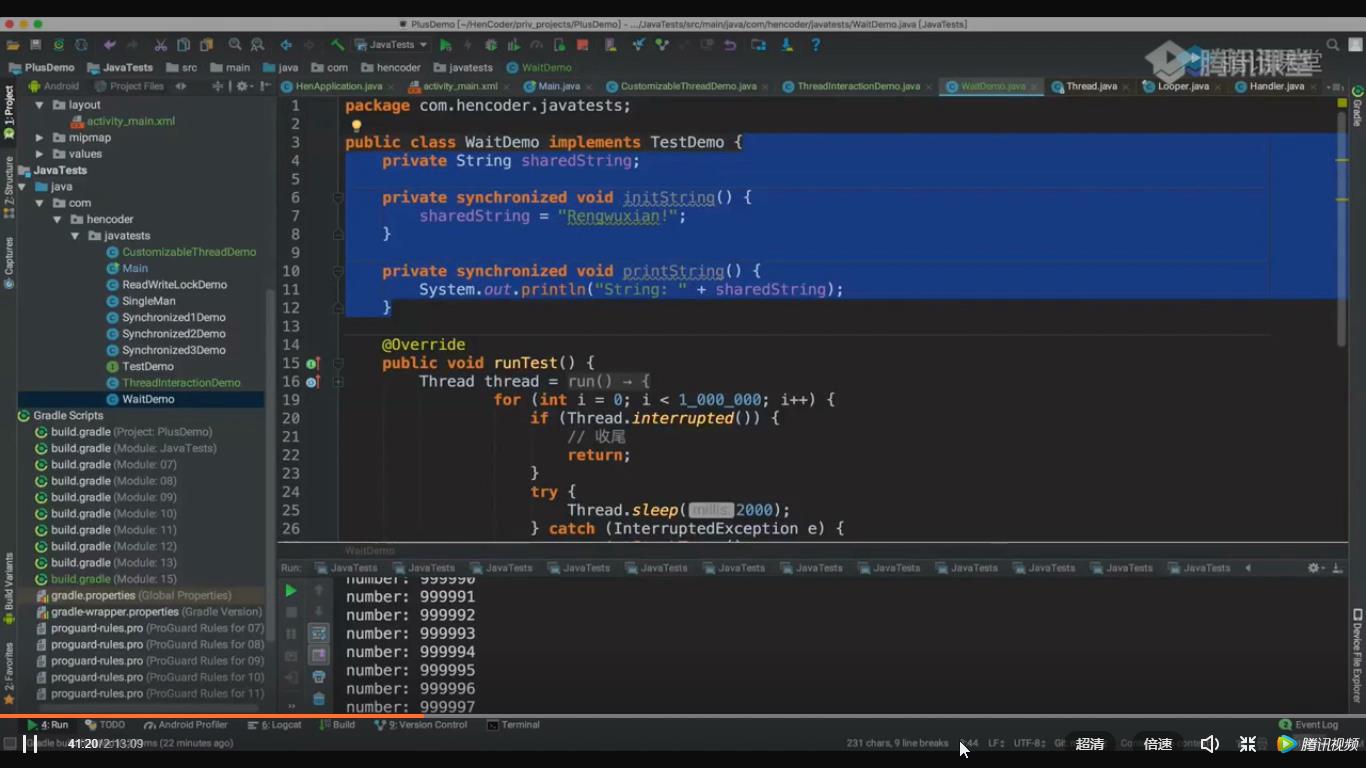 PlusDemo [~/HenCoder/priv_projects/PlusDemo] - .../JavaTests/src/main/java/com/hencoder/javatests/WaitDemo.java [JavaTests]
JavaTests
PlusDemo JavaTests src main java com hencoder javatests WaitDemo
腾讯课堂
Android Project Files
HenApplication.java activity_main.xml Main.java CustomizableThreadDemo.java ThreadInteractionDemo.java WaitDemo.java Thread.java Looper.java Handler.java
1: Project
7: Structure
Captures
Build Variants
2: Favorites
Gradle
Device File Explorer
layout
activity_main.xml
mipmap
values
JavaTests
java
com
hencoder
javatests
CustomizableThreadDemo
Main
ReadWriteLockDemo
SingleMan
Synchronized1Demo
Synchronized2Demo
Synchronized3Demo
TestDemo
ThreadInteractionDemo
WaitDemo
Gradle Scripts
build.gradle (Project: PlusDemo)
build.gradle (Module: JavaTests)
build.gradle (Module: 07)
build.gradle (Module: 08)
build.gradle (Module: 09)
build.gradle (Module: 10)
build.gradle (Module: 11)
build.gradle (Module: 12)
build.gradle (Module: 13)
build.gradle (Module: 15)
gradle.properties (Global Properties)
gradle-wrapper.properties (Gradle Version)
proguard-rules.pro (ProGuard Rules for 07)
proguard-rules.pro (ProGuard Rules for 08)
proguard-rules.pro (ProGuard Rules for 09)
proguard-rules.pro (ProGuard Rules for 10)
proguard-rules.pro (ProGuard Rules for 11)
1 package com.hencoder.javatests;
2
3 public class WaitDemo implements TestDemo {
4 private String sharedString;
5
6 private synchronized void initString() {
7 sharedString = "Rengwuxian!";
8 }
9
10 private synchronized void printString() {
11 System.out.println("String: " + sharedString);
12 }
13
14 @Override
15 public void runTest() {
16 Thread thread = run() → {
19 for (int i = 0; i < 1_000_000; i++) {
20 if (Thread.interrupted()) {
21 // 收尾
22 return;
23 }
24 try {
25 Thread.sleep( millis: 2000);
26 } catch (InterruptedException e) {
WaitDemo
Run: JavaTests JavaTests JavaTests JavaTests JavaTests JavaTests JavaTests JavaTests JavaTests JavaTests JavaTests JavaTests
number: 999990
number: 999991
number: 999992
number: 999993
number: 999994
number: 999995
number: 999996
number: 999997
4: Run TODO Android Profiler 6: Logcat Build 9: Version Control Terminal Event Log
41:20/2:13:09
(22 minutes ago)
231 chars, 9 line breaks
LF UTF-8
超清 倍速 腾讯视频